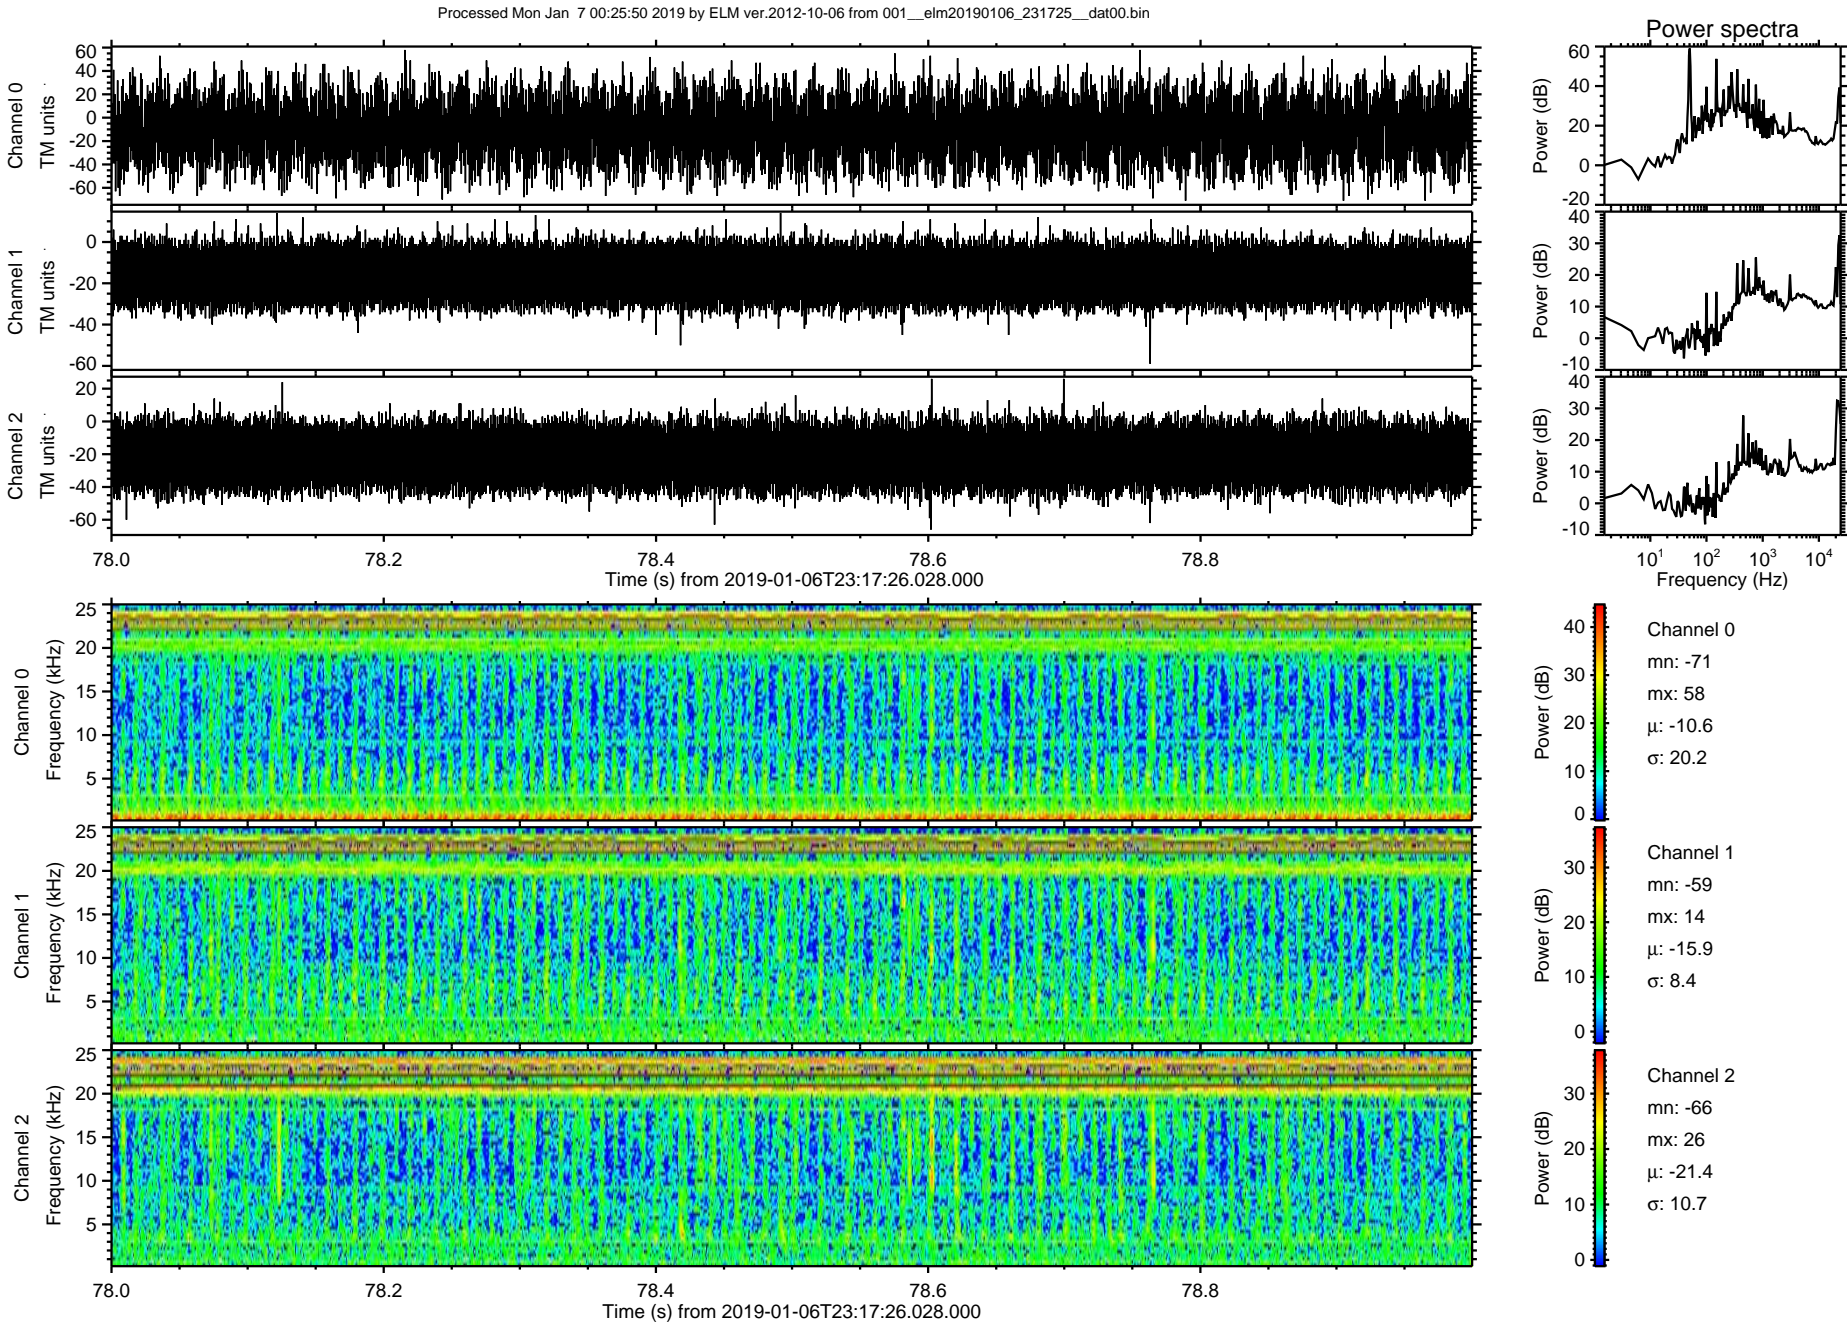 Processed Mon Jan  7 00:25:50 2019 by ELM ver.2012-10-06 from 001__elm20190106_231725__dat00.bin
Power spectra
Channel 0
TM units
60
40
20
0
-20
-40
-60
Power (dB)
60
40
20
0
-20
Channel 1
TM units
0
-20
-40
-60
Power (dB)
40
30
20
10
0
-10
Channel 2
TM units
20
0
-20
-40
-60
Power (dB)
40
30
20
10
0
-10
78.0 78.2 78.4 78.6 78.8
Time (s) from 2019-01-06T23:17:26.028.000
10¹ 10² 10³ 10⁴
Frequency (Hz)
Channel 0
Frequency (kHz)
25
20
15
10
5
Power (dB)
40
30
20
10
0
Channel 0
mn: -71
mx: 58
μ: -10.6
σ: 20.2
Channel 1
Frequency (kHz)
25
20
15
10
5
Power (dB)
30
20
10
0
Channel 1
mn: -59
mx: 14
μ: -15.9
σ: 8.4
Channel 2
Frequency (kHz)
25
20
15
10
5
Power (dB)
30
20
10
0
Channel 2
mn: -66
mx: 26
μ: -21.4
σ: 10.7
78.0 78.2 78.4 78.6 78.8
Time (s) from 2019-01-06T23:17:26.028.000